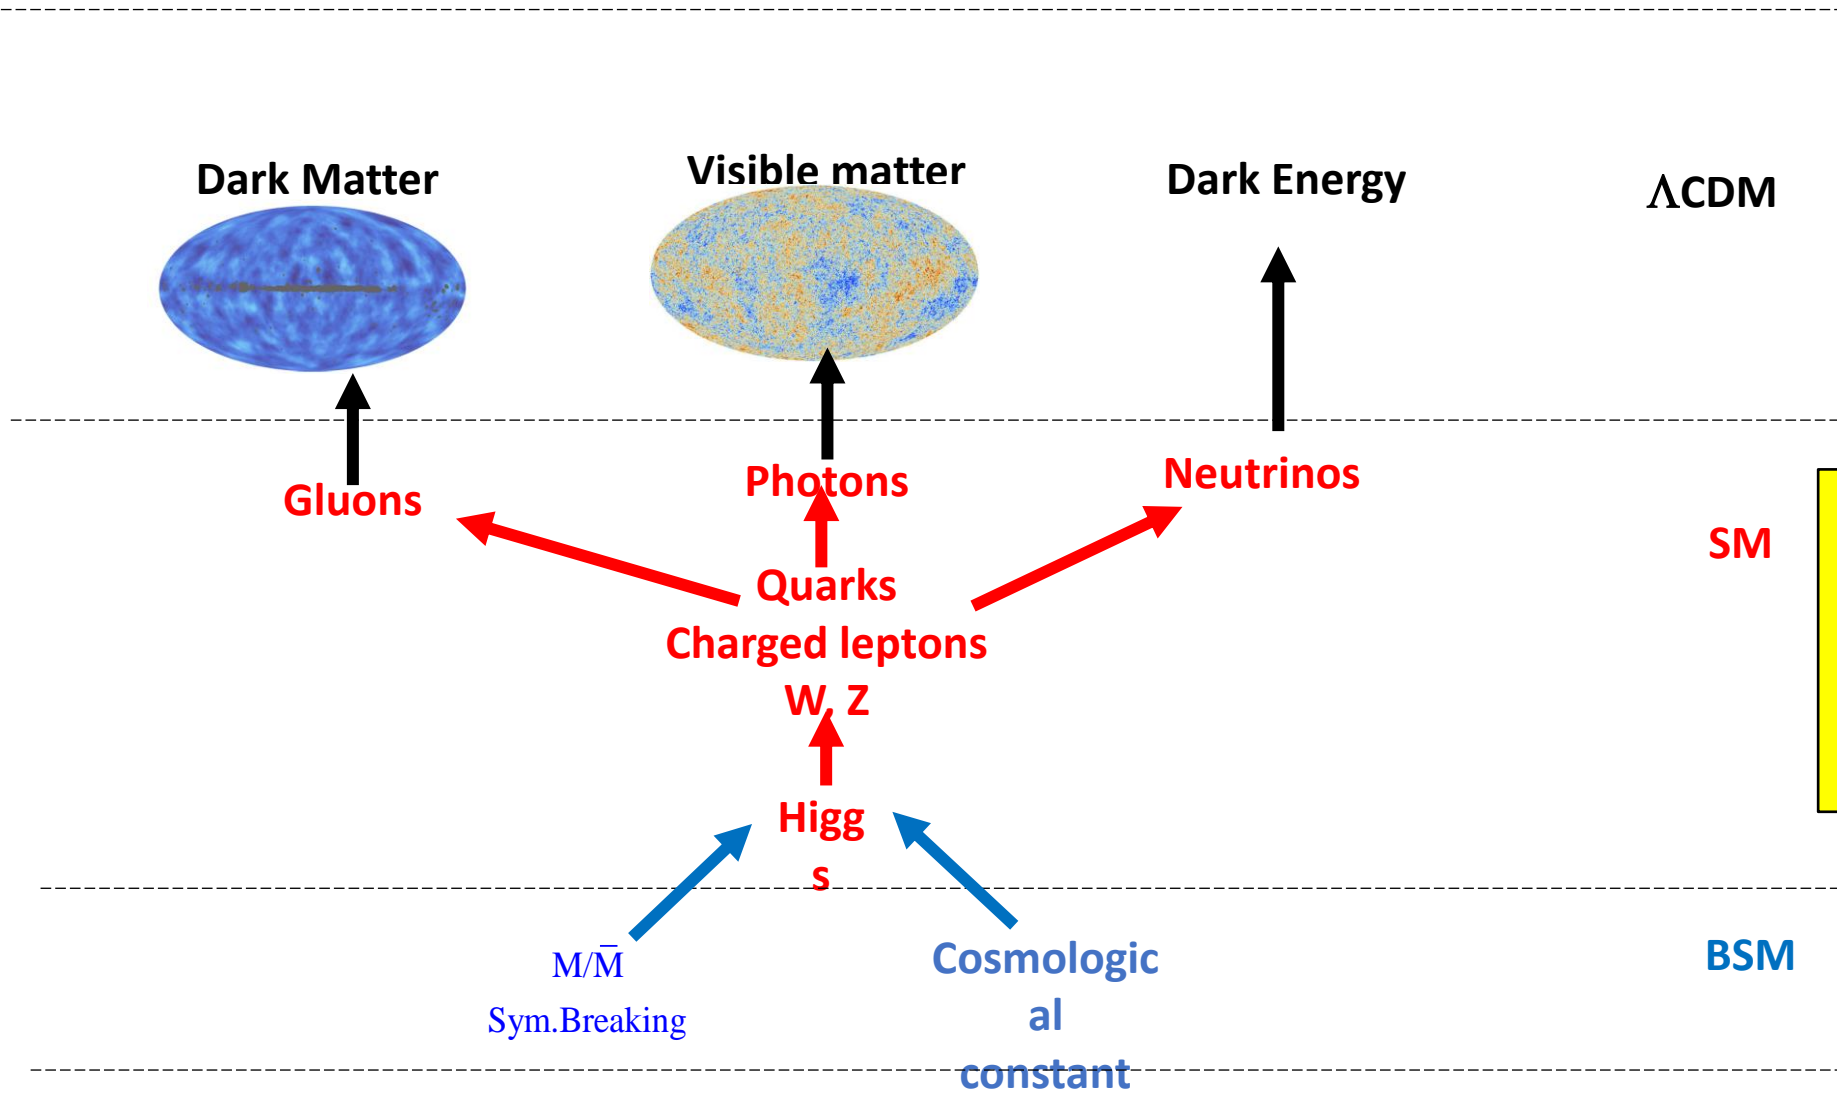 Dark Matter
Visible matter
Dark Energy
ΛCDM
Gluons
Photons
Neutrinos
SM
Quarks
Charged leptons
W, Z
Higg
s
M/M̅
Sym.Breaking
Cosmologic
al
constant
BSM